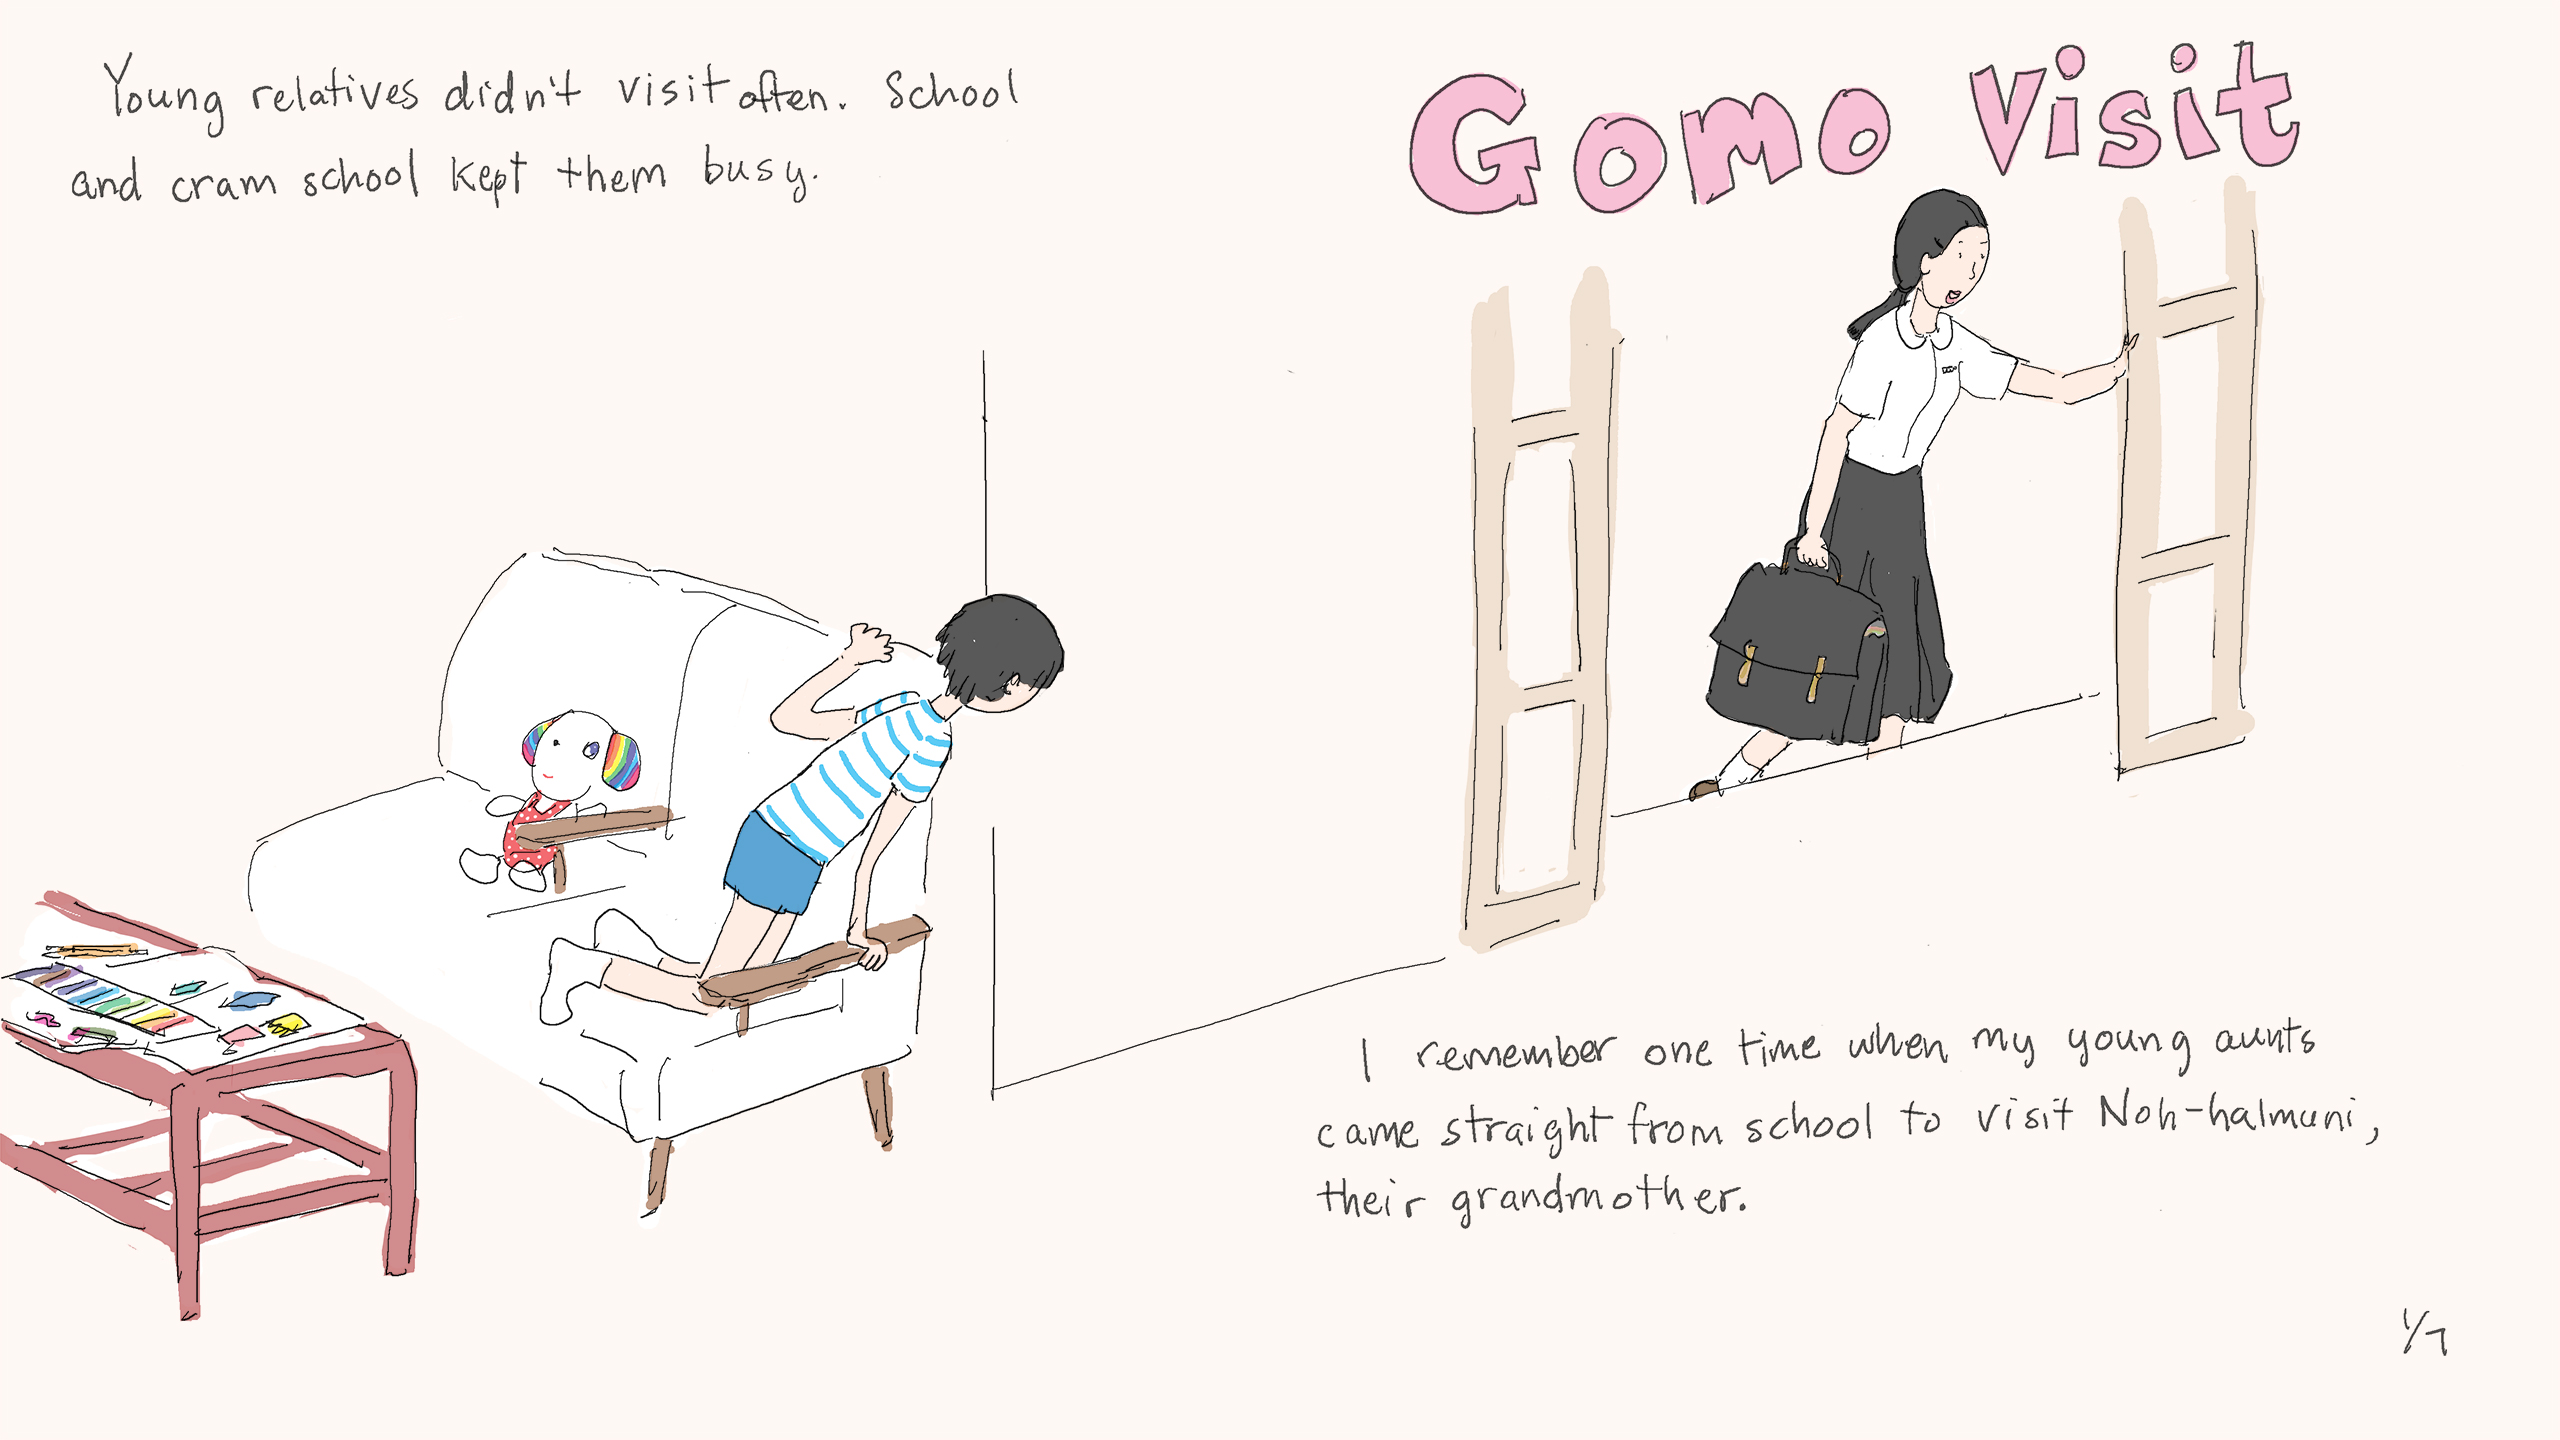 Young relatives didn't visit often. School
and cram school kept them busy.
Gomo Visit
I remember one time when my young aunts
came straight from school to visit Noh-halmuni,
their grandmother.
1/7